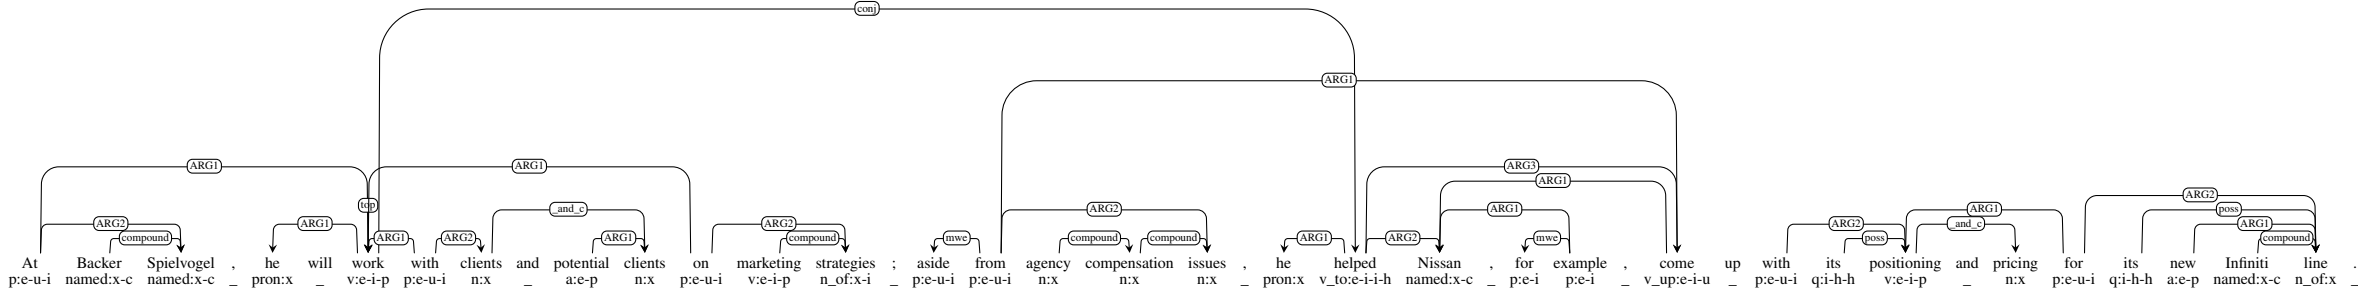 conj
ARG1
ARG1 ARG1 ARG3
ARG1
top ARG2
_and_c ARG2 ARG1 poss ARG1
ARG2 ARG1 ARG2 ARG2 _and_c ARG1
compound ARG1 ARG2 ARG1 compound mwe compound compound ARG1 ARG2 mwe poss compound
At Backer Spielvogel , he will work with clients and potential clients on marketing strategies ; aside from agency compensation issues , he helped Nissan , for example , come up with its positioning and pricing for its new Infiniti line .
p:e-u-i named:x-c named:x-c _ pron:x _ v:e-i-p p:e-u-i n:x _ a:e-p n:x p:e-u-i v:e-i-p n_of:x-i _ p:e-u-i p:e-u-i n:x n:x n:x _ pron:x v_to:e-i-i-h named:x-c _ p:e-i p:e-i _ v_up:e-i-u _ p:e-u-i q:i-h-h v:e-i-p _ n:x p:e-u-i q:i-h-h a:e-p named:x-c n_of:x _